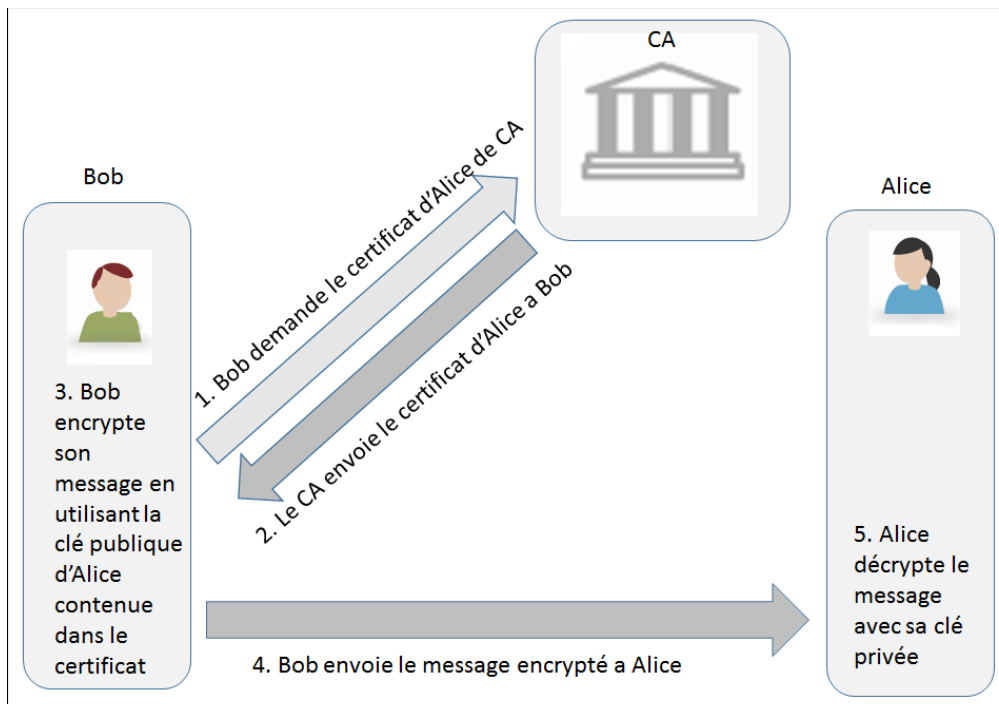 CA
Bob
Alice
1. Bob demande le certificat d'Alice de CA
2. Le CA envoie le certificat d'Alice a Bob
3. Bob
encrypte
son
message en
utilisant la
clé publique
d'Alice
contenue
dans le
certificat
4. Bob envoie le message encrypté a Alice
5. Alice
décrypte le
message
avec sa clé
privée